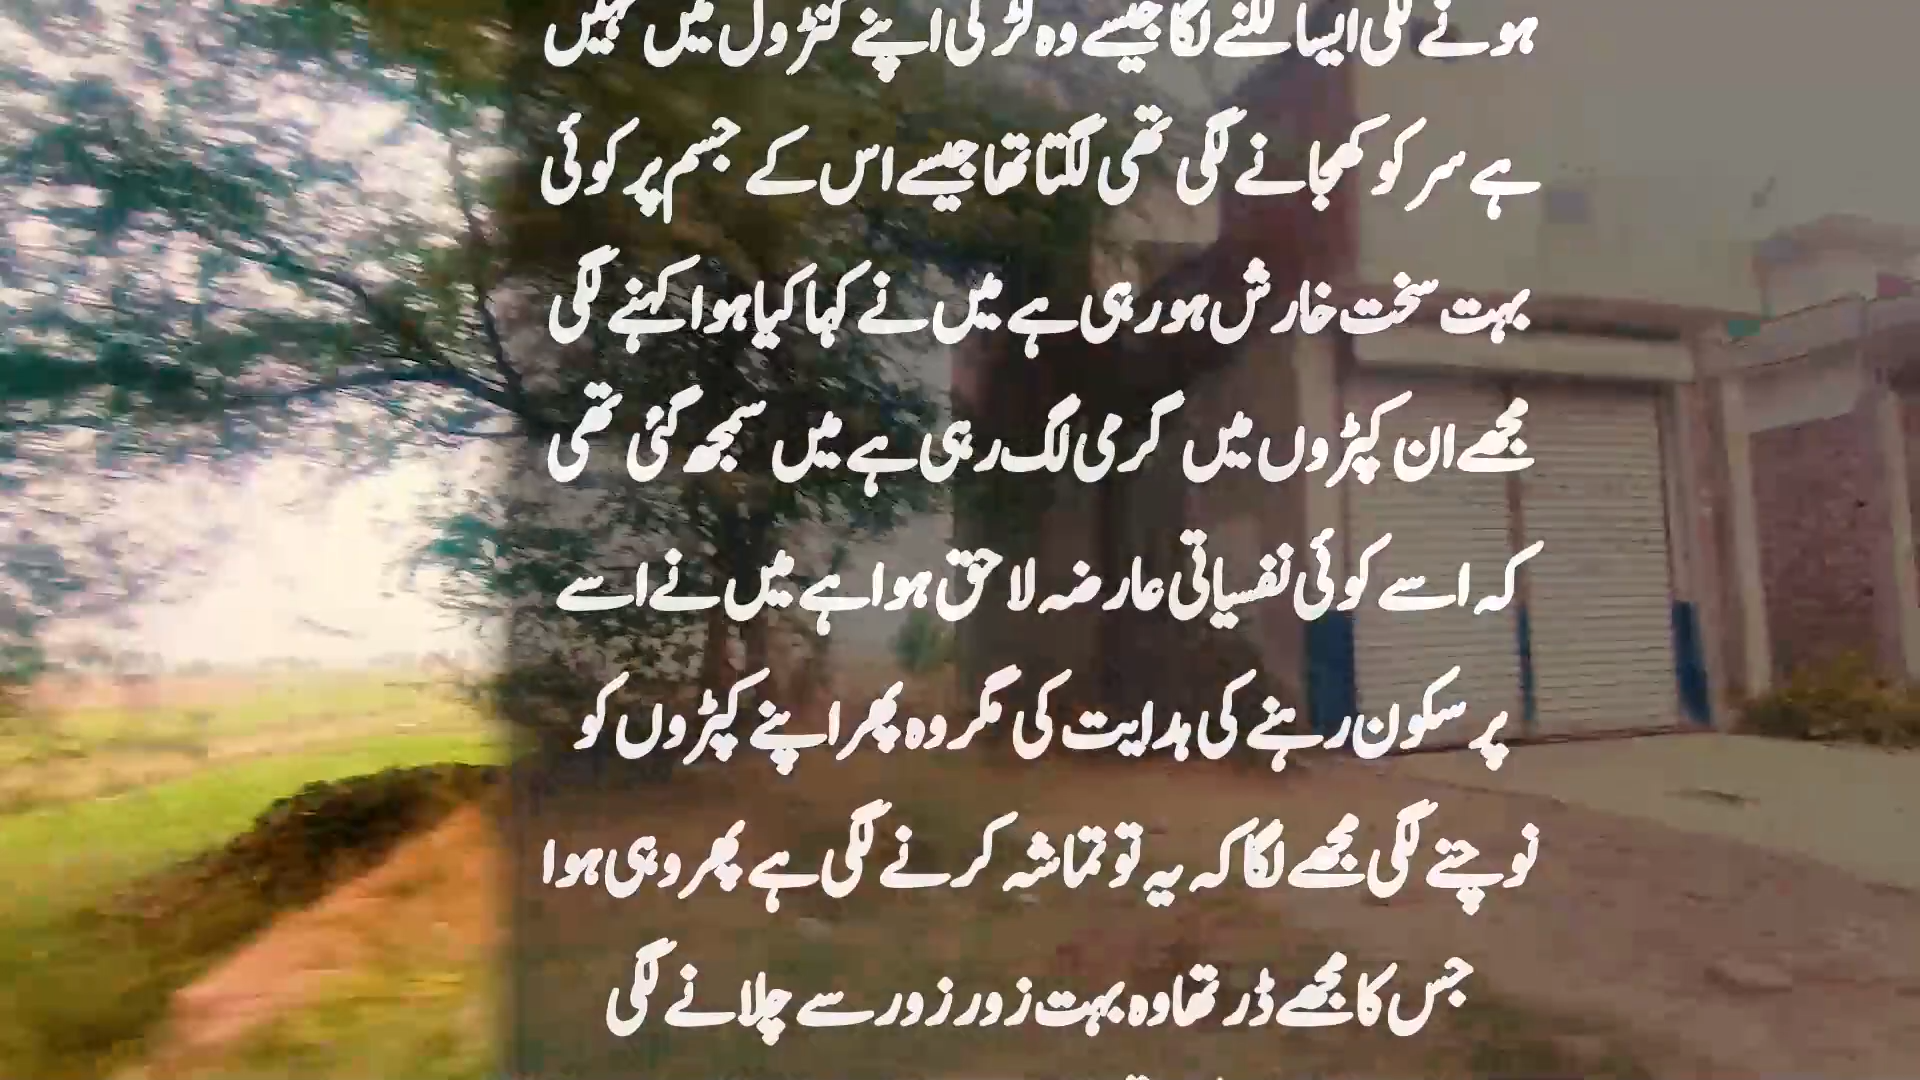 ہونے لگی ایسا لگنے لگا جیسے وہ لڑکی اپنے کنٹرول میں نہیں
ہے سر کو کھجانے لگی تھی لگتا تھا جیسے اس کے جسم پر کوئی
بہت سخت خارش ہو رہی ہے میں نے کہا کیا ہوا کہنے لگی
مجھے ان کپڑوں میں گرمی لگ رہی ہے میں سمجھ گئی تھی
کہ اسے کوئی نفسیاتی عارضہ لاحق ہوا ہے میں نے اسے
پر سکون رہنے کی ہدایت کی مگر وہ پھر اپنے کپڑوں کو
نوچنے لگی مجھے لگا کہ یہ تو تماشہ کرنے لگی ہے پھر وہی ہوا
جس کا مجھے ڈر تھا وہ بہت زور زور سے چلانے لگی